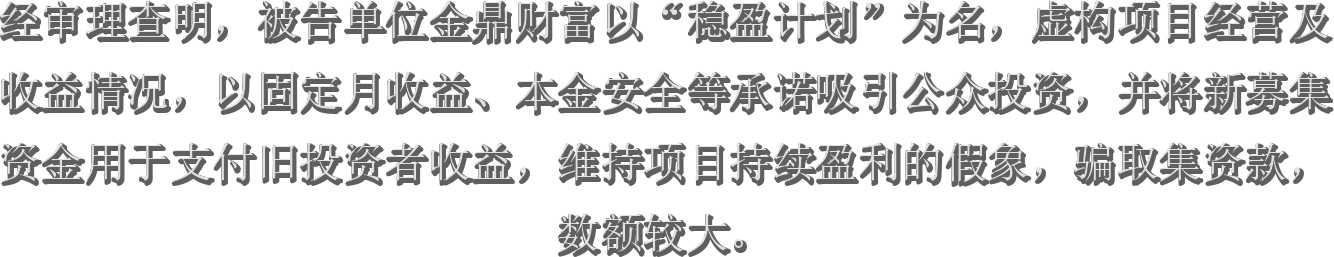 经审理查明，被告单位金鼎财富以“稳盈计划”为名，虚构项目经营及
收益情况，以固定月收益、本金安全等承诺吸引公众投资，并将新募集
资金用于支付旧投资者收益，维持项目持续盈利的假象，骗取集资款，
数额较大。